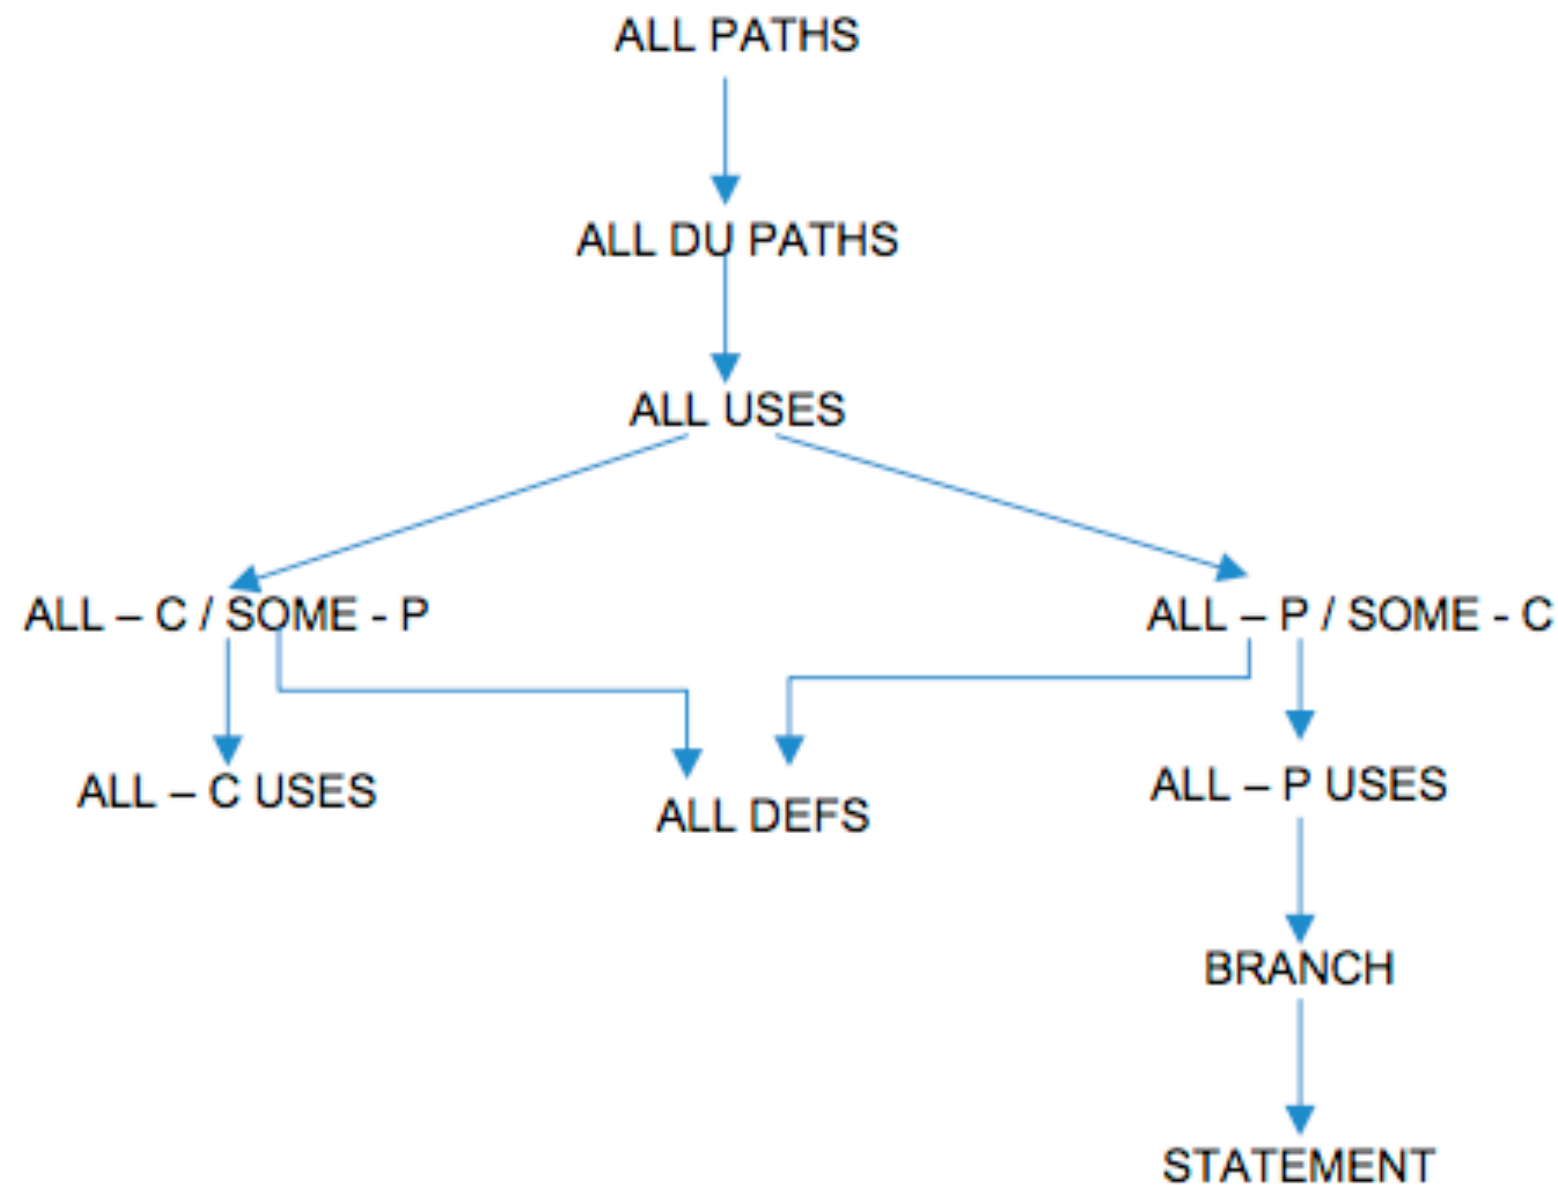 ALL PATHS
ALL DU PATHS
ALL USES
ALL – C / SOME - P
ALL – P / SOME - C
ALL – C USES
ALL DEFS
ALL – P USES
BRANCH
STATEMENT